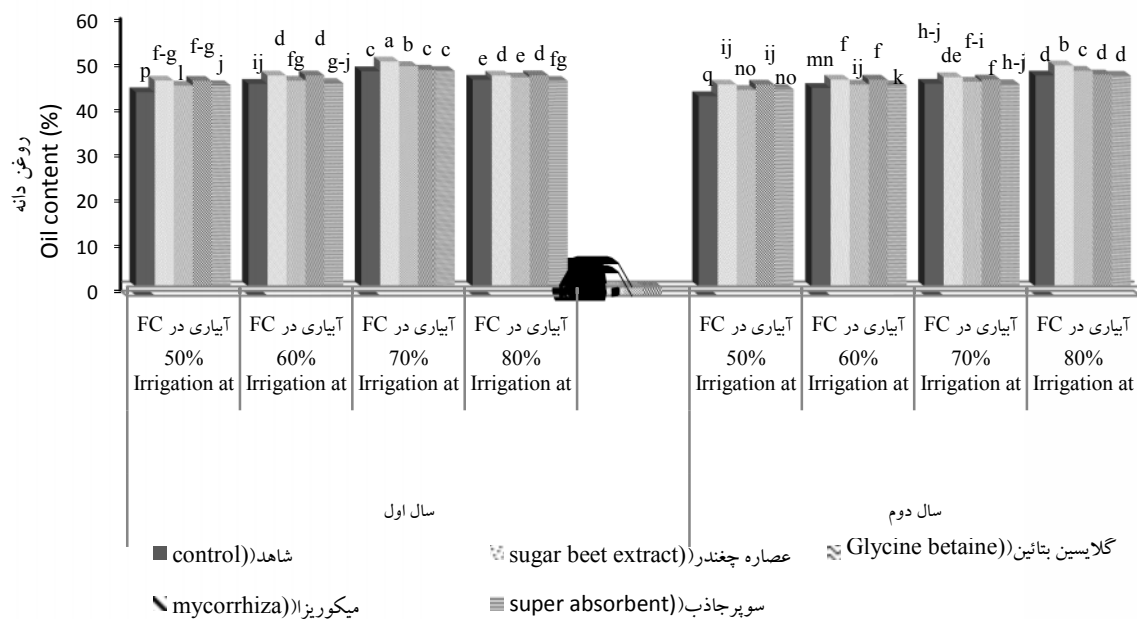 روغن دانه
Oil content (%)
60
50
40
30
20
10
0
p f-g l f-g j
ij d fg d g-j
c a b c c
e d e d fg
q ij no ij no
mn f ij f k
h-j de f-i f h-j
d b c d d
آبیاری در FC
50%
Irrigation at
آبیاری در FC
60%
Irrigation at
آبیاری در FC
70%
Irrigation at
آبیاری در FC
80%
Irrigation at
آبیاری در FC
50%
Irrigation at
آبیاری در FC
60%
Irrigation at
آبیاری در FC
70%
Irrigation at
آبیاری در FC
80%
Irrigation at
سال اول
سال دوم
control))شاهد
sugar beet extract))عصاره چغندر
Glycine betaine))گلایسین بتائین
mycorrhiza))میکوریزا
super absorbent))سوپرجاذب